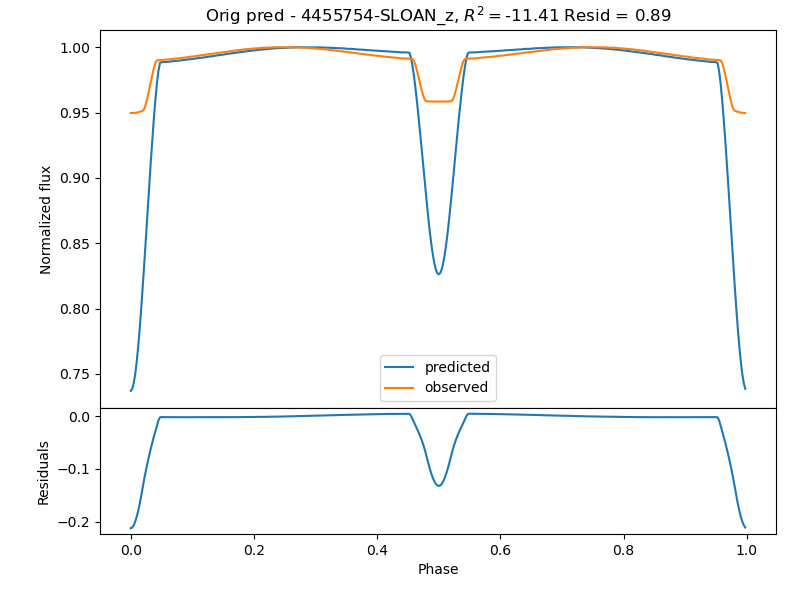 Orig pred - 4455754-SLOAN_z, R² = -11.41 Resid = 0.89
1.00
0.95
0.90
0.85
0.80
0.75
Normalized flux
predicted
observed
0.0
−0.1
−0.2
Residuals
0.0 0.2 0.4 0.6 0.8 1.0
Phase